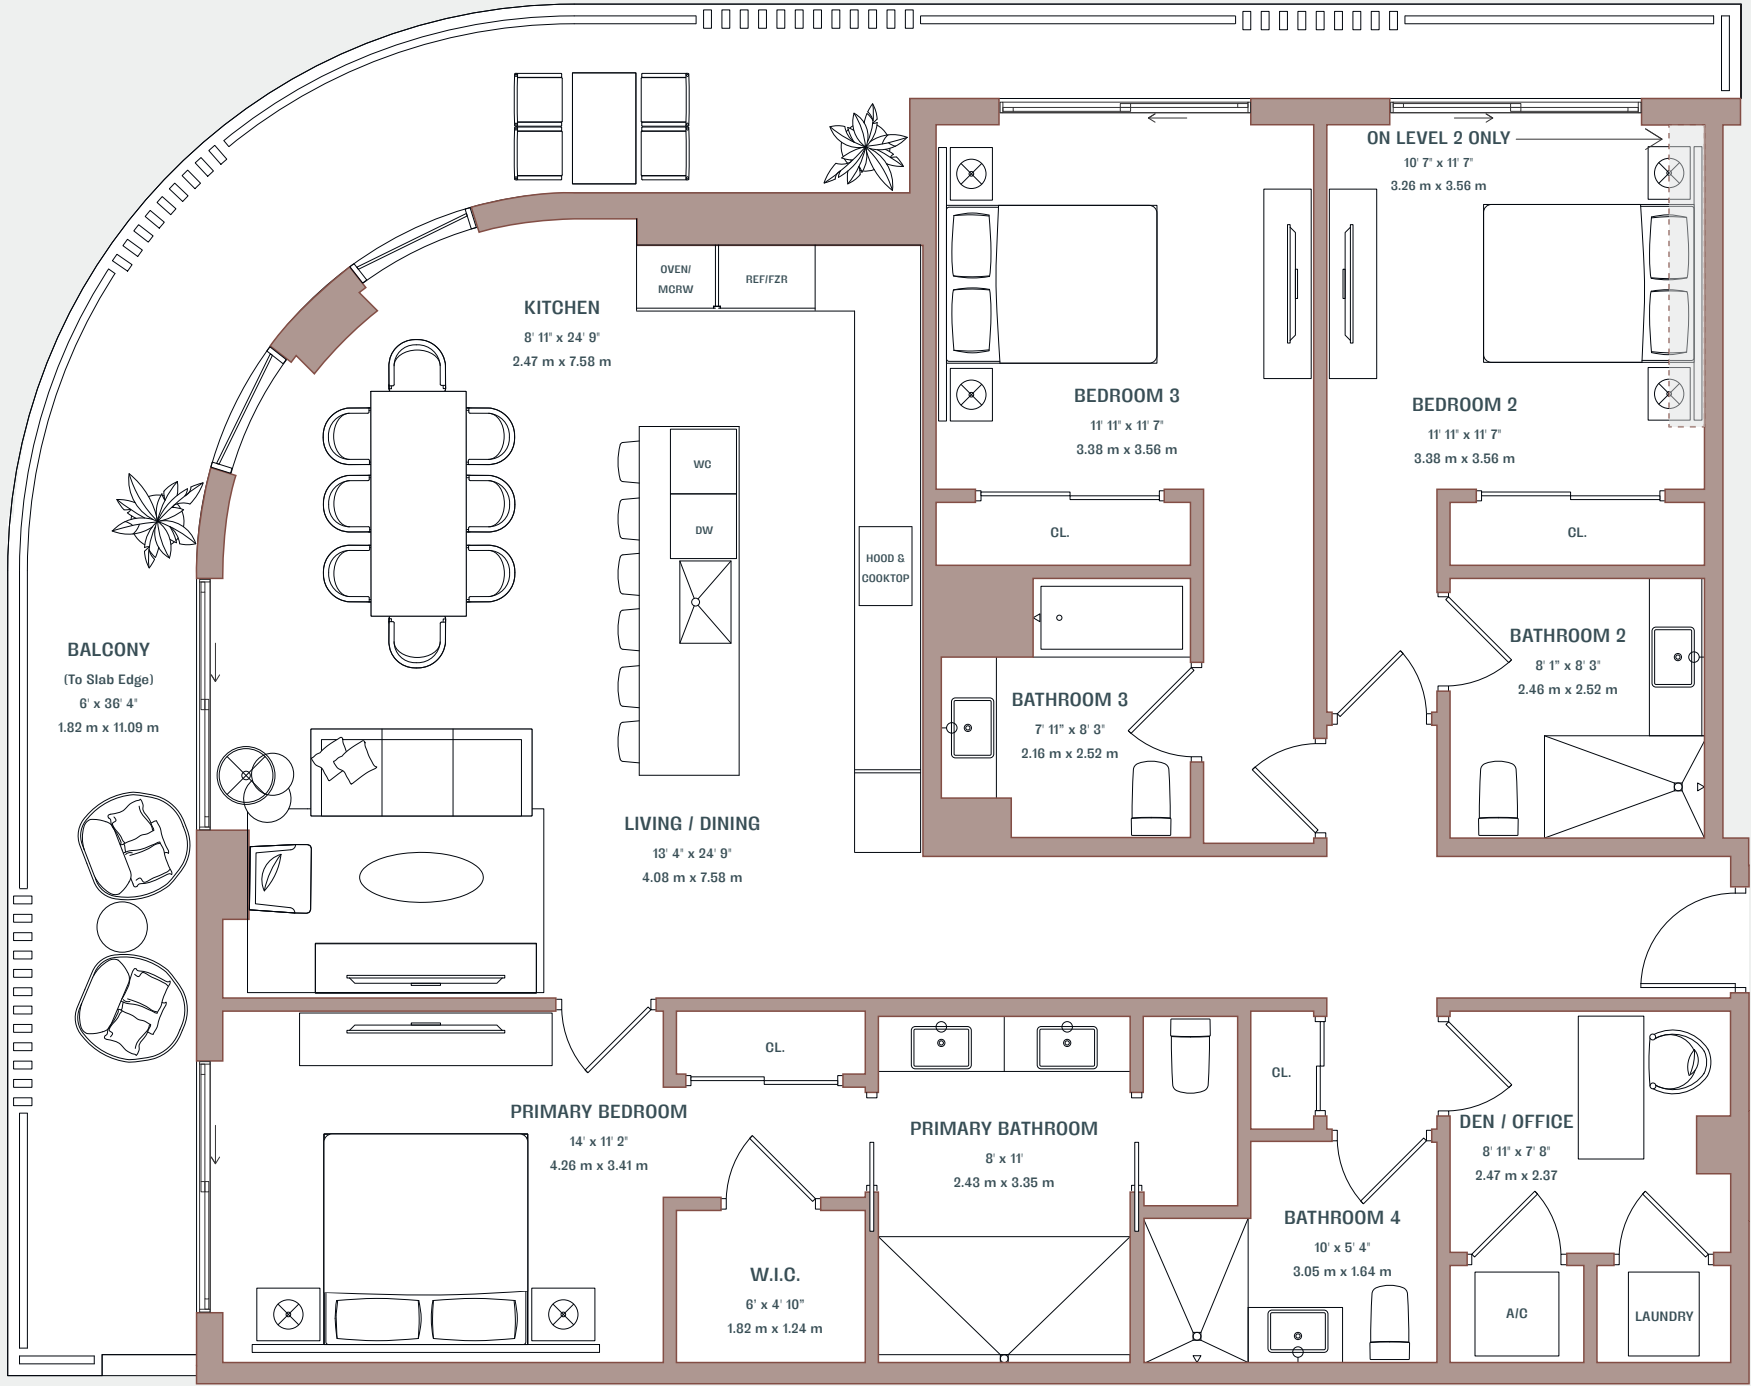 ON LEVEL 2 ONLY
10' 7" x 11' 7"
3.26 m x 3.56 m
OVEN/
MCRW
REF/FZR
KITCHEN
8' 11" x 24' 9"
2.47 m x 7.58 m
BEDROOM 3
11' 11" x 11' 7"
3.38 m x 3.56 m
BEDROOM 2
11' 11" x 11' 7"
3.38 m x 3.56 m
WC
DW
HOOD &
COOKTOP
CL.
CL.
BALCONY
(To Slab Edge)
6' x 36' 4"
1.82 m x 11.09 m
BATHROOM 3
7' 11" x 8' 3"
2.16 m x 2.52 m
BATHROOM 2
8' 1" x 8' 3"
2.46 m x 2.52 m
LIVING / DINING
13' 4" x 24' 9"
4.08 m x 7.58 m
CL.
CL.
PRIMARY BEDROOM
14' x 11' 2"
4.26 m x 3.41 m
PRIMARY BATHROOM
8' x 11'
2.43 m x 3.35 m
DEN / OFFICE
8' 11" x 7' 8"
2.47 m x 2.37
BATHROOM 4
10' x 5' 4"
3.05 m x 1.64 m
W.I.C.
6' x 4' 10"
1.82 m x 1.24 m
A/C
LAUNDRY